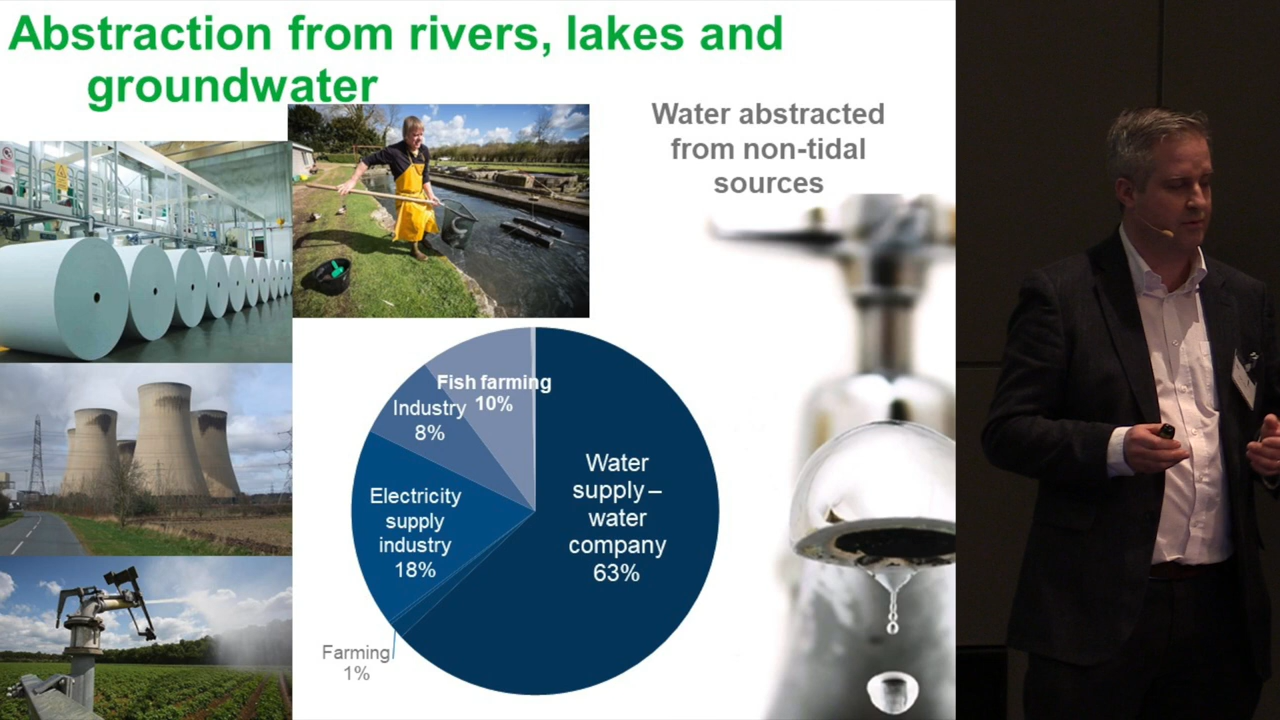 Abstraction from rivers, lakes and
groundwater
Water abstracted
from non-tidal
sources
Fish farming
10%
Industry
8%
Water
supply –
water
company
63%
Electricity
supply
industry
18%
Farming
1%